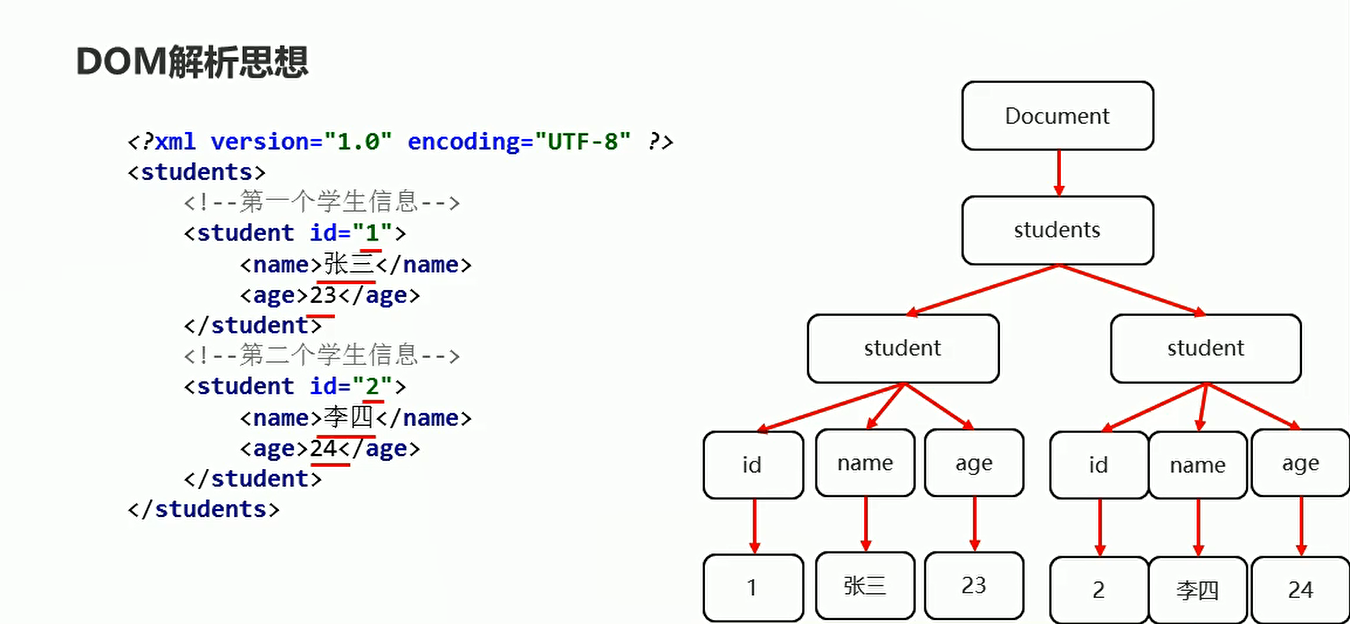 DOM解析思想
<?xml version="1.0" encoding="UTF-8" ?>
<students>
<!--第一个学生信息-->
<student id="1">
<name>张三</name>
<age>23</age>
</student>
<!--第二个学生信息-->
<student id="2">
<name>李四</name>
<age>24</age>
</student>
</students>
Document
students
student student
id name age id name age
1 张三 23 2 李四 24